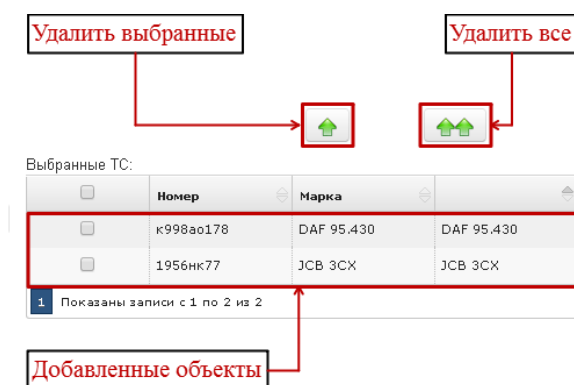 Удалить выбранные
Удалить все
Выбранные ТС:
Номер Марка
к998ао178 DAF 95.430 DAF 95.430
1956нк77 JCB 3CX JCB 3CX
1 Показаны записи с 1 по 2 из 2
Добавленные объекты